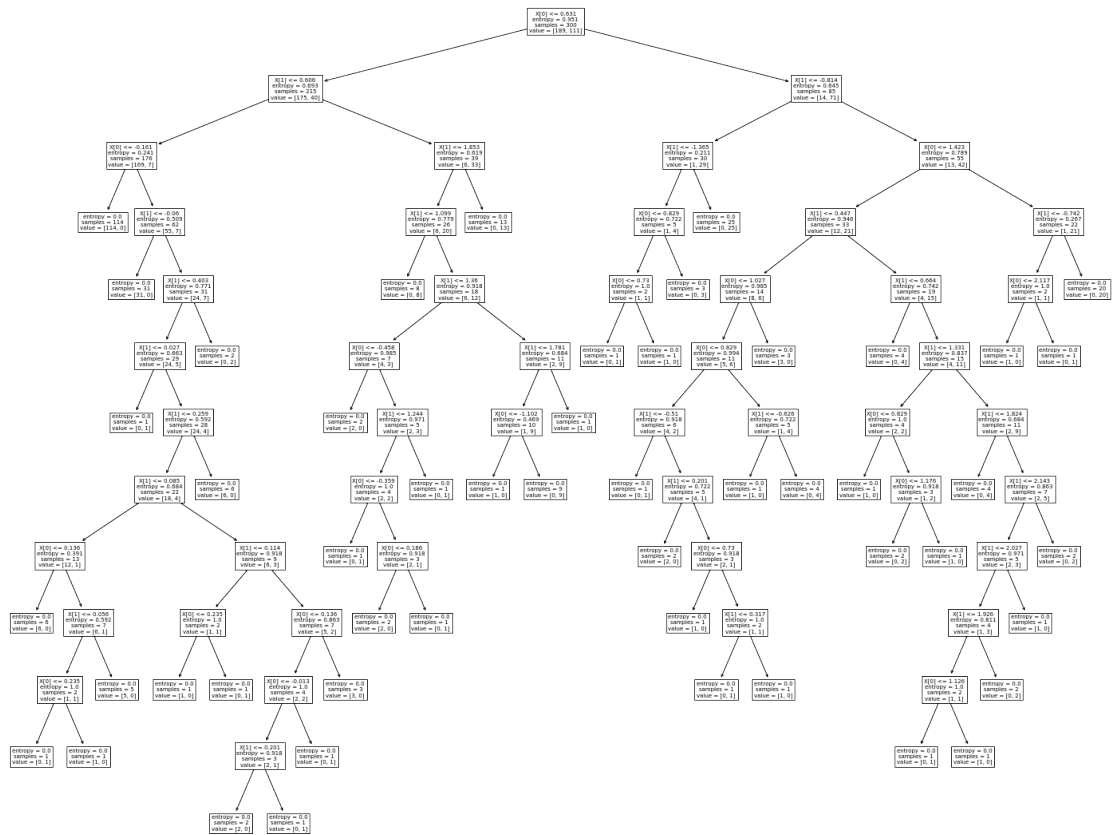 X[0] <= 0.631
entropy = 0.951
samples = 300
value = [189, 111]
X[1] <= 0.606
entropy = 0.693
samples = 215
value = [175, 40]
X[1] <= -0.814
entropy = 0.645
samples = 85
value = [14, 71]
X[0] <= -0.161
entropy = 0.241
samples = 176
value = [169, 7]
X[1] <= 1.853
entropy = 0.619
samples = 39
value = [6, 33]
X[1] <= -1.365
entropy = 0.211
samples = 30
value = [1, 29]
X[0] <= 1.423
entropy = 0.789
samples = 55
value = [13, 42]
entropy = 0.0
samples = 114
value = [114, 0]
X[1] <= -0.06
entropy = 0.509
samples = 62
value = [55, 7]
X[1] <= 1.099
entropy = 0.779
samples = 26
value = [6, 20]
entropy = 0.0
samples = 13
value = [0, 13]
X[0] <= 0.829
entropy = 0.722
samples = 5
value = [1, 4]
entropy = 0.0
samples = 25
value = [0, 25]
X[1] <= 0.447
entropy = 0.946
samples = 33
value = [12, 21]
X[1] <= -0.742
entropy = 0.267
samples = 22
value = [1, 21]
entropy = 0.0
samples = 31
value = [31, 0]
X[1] <= 0.403
entropy = 0.771
samples = 31
value = [24, 7]
entropy = 0.0
samples = 8
value = [0, 8]
X[1] <= 1.36
entropy = 0.918
samples = 18
value = [6, 12]
X[0] <= 0.73
entropy = 1.0
samples = 2
value = [1, 1]
entropy = 0.0
samples = 3
value = [0, 3]
X[0] <= 1.027
entropy = 0.985
samples = 14
value = [8, 6]
X[1] <= 0.664
entropy = 0.742
samples = 19
value = [4, 15]
X[0] <= 2.117
entropy = 1.0
samples = 2
value = [1, 1]
entropy = 0.0
samples = 20
value = [0, 20]
X[0] <= 0.027
entropy = 0.663
samples = 29
value = [24, 5]
entropy = 0.0
samples = 2
value = [0, 2]
X[0] <= -0.458
entropy = 0.985
samples = 7
value = [4, 3]
X[1] <= 1.781
entropy = 0.684
samples = 11
value = [2, 9]
entropy = 0.0
samples = 1
value = [0, 1]
entropy = 0.0
samples = 1
value = [1, 0]
X[0] <= 0.829
entropy = 0.994
samples = 11
value = [5, 6]
entropy = 0.0
samples = 3
value = [3, 0]
entropy = 0.0
samples = 4
value = [0, 4]
X[1] <= 1.331
entropy = 0.837
samples = 15
value = [4, 11]
entropy = 0.0
samples = 1
value = [1, 0]
entropy = 0.0
samples = 1
value = [0, 1]
entropy = 0.0
samples = 1
value = [0, 1]
X[1] <= 0.259
entropy = 0.592
samples = 28
value = [24, 4]
entropy = 0.0
samples = 2
value = [2, 0]
X[1] <= 1.244
entropy = 0.971
samples = 5
value = [2, 3]
X[0] <= -1.102
entropy = 0.469
samples = 10
value = [1, 9]
entropy = 0.0
samples = 1
value = [1, 0]
X[1] <= -0.51
entropy = 0.918
samples = 6
value = [4, 2]
X[1] <= -0.626
entropy = 0.722
samples = 5
value = [1, 4]
X[0] <= 0.829
entropy = 1.0
samples = 4
value = [2, 2]
X[1] <= 1.824
entropy = 0.684
samples = 11
value = [2, 9]
X[1] <= 0.085
entropy = 0.684
samples = 22
value = [18, 4]
entropy = 0.0
samples = 6
value = [6, 0]
X[0] <= -0.359
entropy = 1.0
samples = 4
value = [2, 2]
entropy = 0.0
samples = 1
value = [0, 1]
entropy = 0.0
samples = 1
value = [1, 0]
entropy = 0.0
samples = 9
value = [0, 9]
entropy = 0.0
samples = 1
value = [0, 1]
X[1] <= 0.201
entropy = 0.722
samples = 5
value = [4, 1]
entropy = 0.0
samples = 1
value = [1, 0]
entropy = 0.0
samples = 4
value = [0, 4]
entropy = 0.0
samples = 1
value = [1, 0]
X[0] <= 1.176
entropy = 0.918
samples = 3
value = [1, 2]
entropy = 0.0
samples = 4
value = [0, 4]
X[1] <= 2.143
entropy = 0.863
samples = 7
value = [2, 5]
X[0] <= 0.136
entropy = 0.391
samples = 13
value = [12, 1]
X[1] <= 0.114
entropy = 0.918
samples = 9
value = [6, 3]
entropy = 0.0
samples = 1
value = [0, 1]
X[0] <= 0.186
entropy = 0.918
samples = 3
value = [2, 1]
entropy = 0.0
samples = 2
value = [2, 0]
X[0] <= 0.73
entropy = 0.918
samples = 3
value = [2, 1]
entropy = 0.0
samples = 2
value = [0, 2]
entropy = 0.0
samples = 1
value = [1, 0]
X[1] <= 2.027
entropy = 0.971
samples = 5
value = [2, 3]
entropy = 0.0
samples = 2
value = [0, 2]
entropy = 0.0
samples = 6
value = [6, 0]
X[1] <= 0.056
entropy = 0.592
samples = 7
value = [6, 1]
X[0] <= 0.235
entropy = 1.0
samples = 2
value = [1, 1]
X[0] <= 0.136
entropy = 0.863
samples = 7
value = [5, 2]
entropy = 0.0
samples = 2
value = [2, 0]
entropy = 0.0
samples = 1
value = [0, 1]
entropy = 0.0
samples = 1
value = [1, 0]
X[1] <= 0.317
entropy = 1.0
samples = 2
value = [1, 1]
X[1] <= 1.926
entropy = 0.811
samples = 4
value = [1, 3]
entropy = 0.0
samples = 1
value = [1, 0]
X[0] <= 0.235
entropy = 1.0
samples = 2
value = [1, 1]
entropy = 0.0
samples = 5
value = [5, 0]
entropy = 0.0
samples = 1
value = [1, 0]
entropy = 0.0
samples = 1
value = [0, 1]
X[0] <= -0.013
entropy = 1.0
samples = 4
value = [2, 2]
entropy = 0.0
samples = 3
value = [3, 0]
entropy = 0.0
samples = 1
value = [0, 1]
entropy = 0.0
samples = 1
value = [1, 0]
X[0] <= 1.126
entropy = 1.0
samples = 2
value = [1, 1]
entropy = 0.0
samples = 2
value = [0, 2]
entropy = 0.0
samples = 1
value = [0, 1]
entropy = 0.0
samples = 1
value = [1, 0]
X[1] <= 0.201
entropy = 0.918
samples = 3
value = [2, 1]
entropy = 0.0
samples = 1
value = [0, 1]
entropy = 0.0
samples = 1
value = [0, 1]
entropy = 0.0
samples = 1
value = [1, 0]
entropy = 0.0
samples = 2
value = [2, 0]
entropy = 0.0
samples = 1
value = [0, 1]